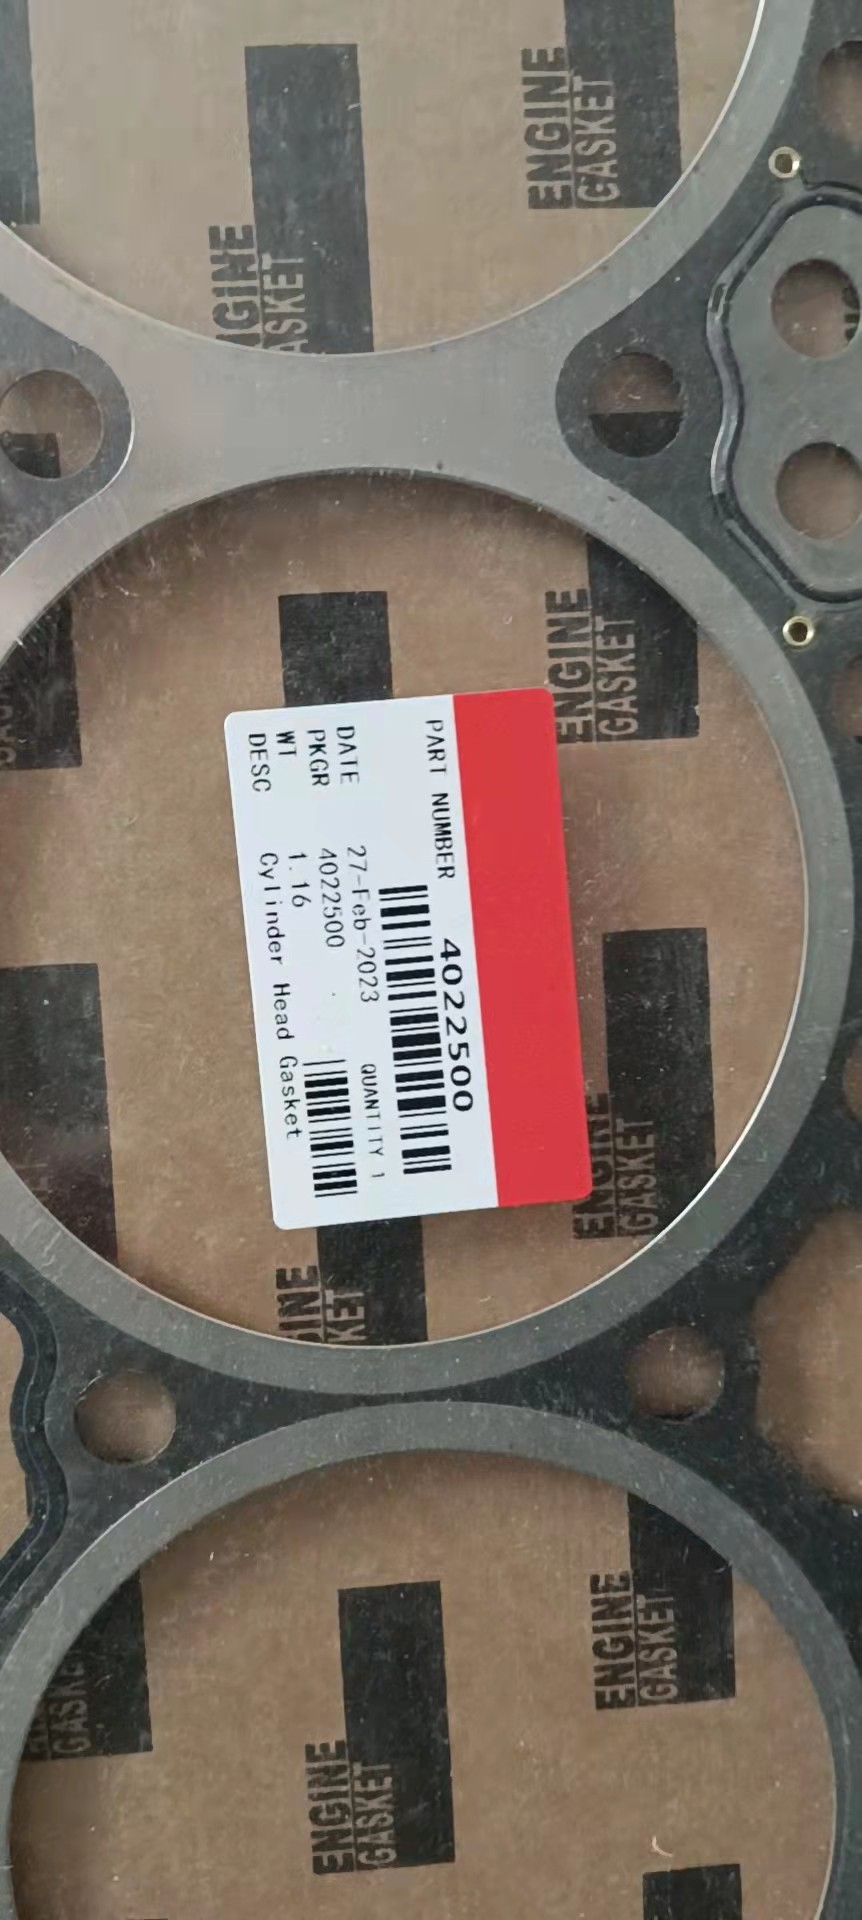 ENGINE
GASKET
ENGINE
GASKET
PART NUMBER 4022500
DATE 27-Feb-2023 QUANTITY 1
PKGR 4022500
WT 1.16
DESC Cylinder Head Gasket
ENGINE
GASKET
ENGINE
GASKET
ENGINE
GASKET
GASKET